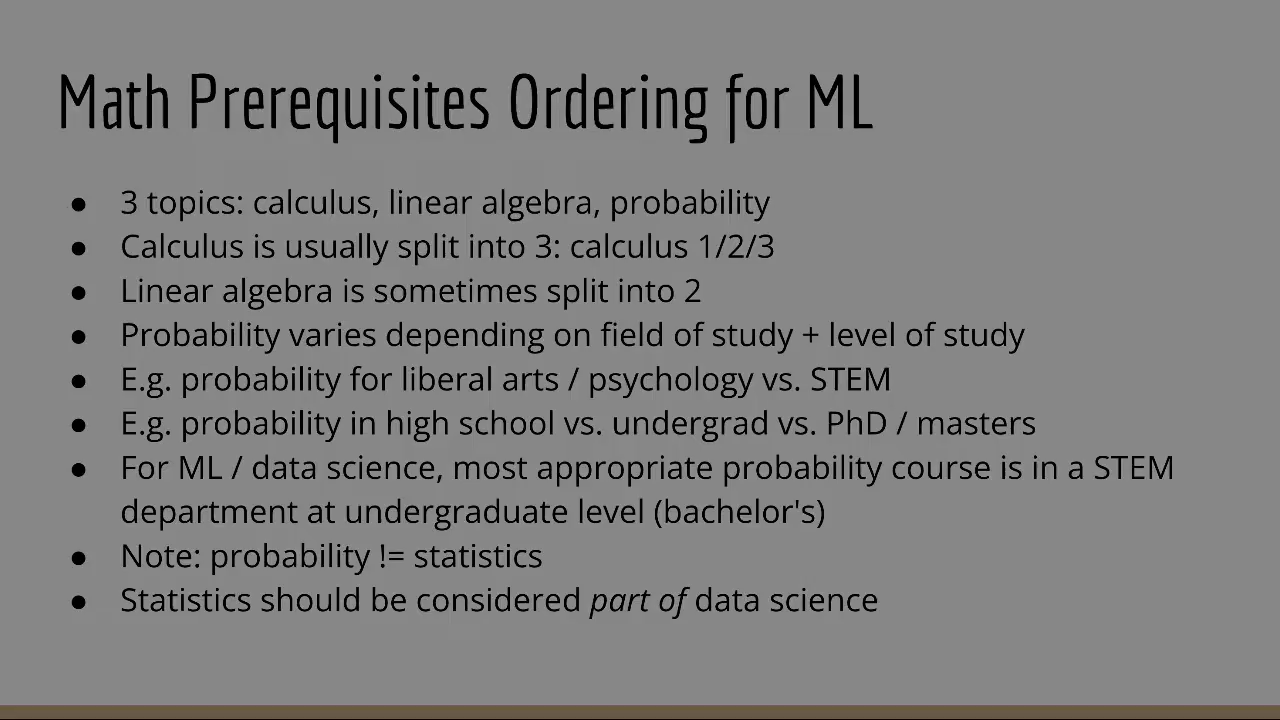 Math Prerequisites Ordering for ML
● 3 topics: calculus, linear algebra, probability
● Calculus is usually split into 3: calculus 1/2/3
● Linear algebra is sometimes split into 2
● Probability varies depending on field of study + level of study
● E.g. probability for liberal arts / psychology vs. STEM
● E.g. probability in high school vs. undergrad vs. PhD / masters
● For ML / data science, most appropriate probability course is in a STEM
department at undergraduate level (bachelor's)
● Note: probability != statistics
● Statistics should be considered part of data science